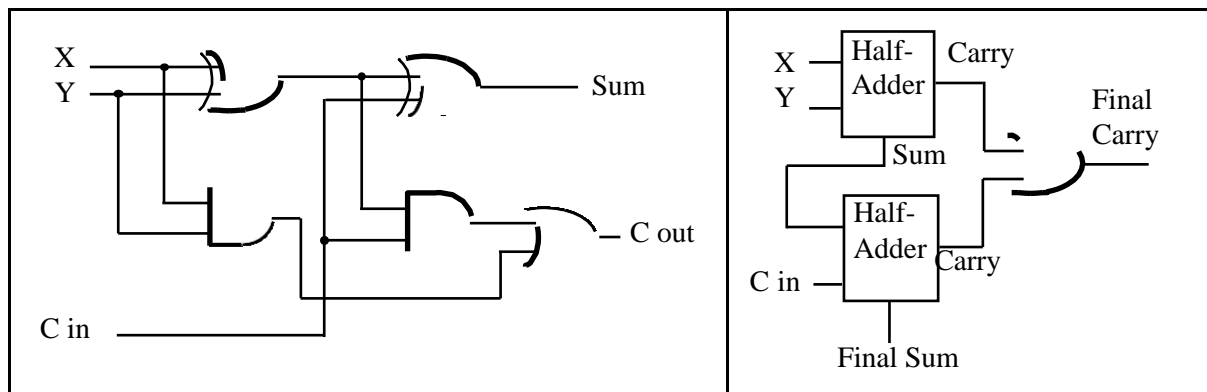 X
Y
Sum
C out
C in
X
Y
Half-
Adder
Carry
Sum
Final
Carry
Half-
Adder
Carry
C in
Final Sum